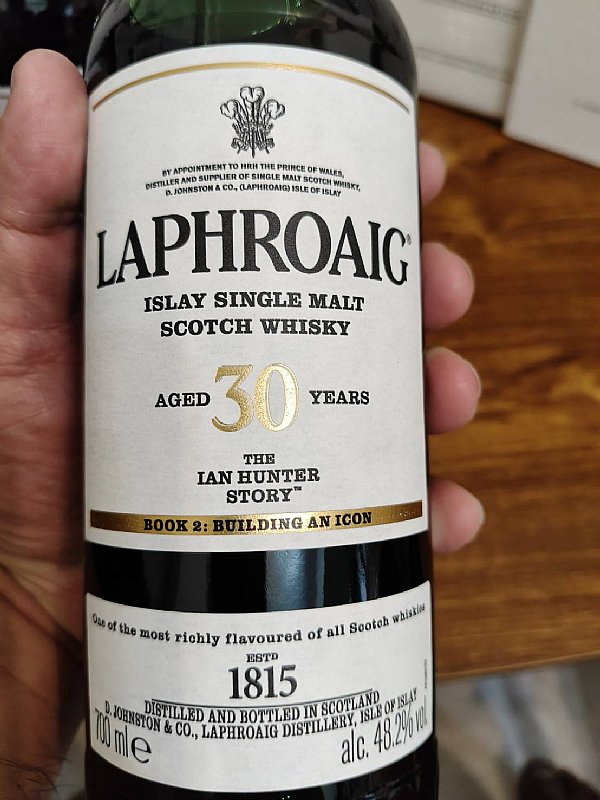 BY APPOINTMENT TO HRH THE PRINCE OF WALES,
DISTILLER AND SUPPLIER OF SINGLE MALT SCOTCH WHISKY,
D. JOHNSTON & CO., (LAPHROAIG) ISLE OF ISLAY
LAPHROAIG®
ISLAY SINGLE MALT
SCOTCH WHISKY
AGED 30 YEARS
THE
IAN HUNTER
STORY™
BOOK 2: BUILDING AN ICON
One of the most richly flavoured of all Scotch whiskies
ESTD
1815
DISTILLED AND BOTTLED IN SCOTLAND
D. JOHNSTON & CO., LAPHROAIG DISTILLERY, ISLE OF ISLAY
700 ml e
alc. 48.2% vol.